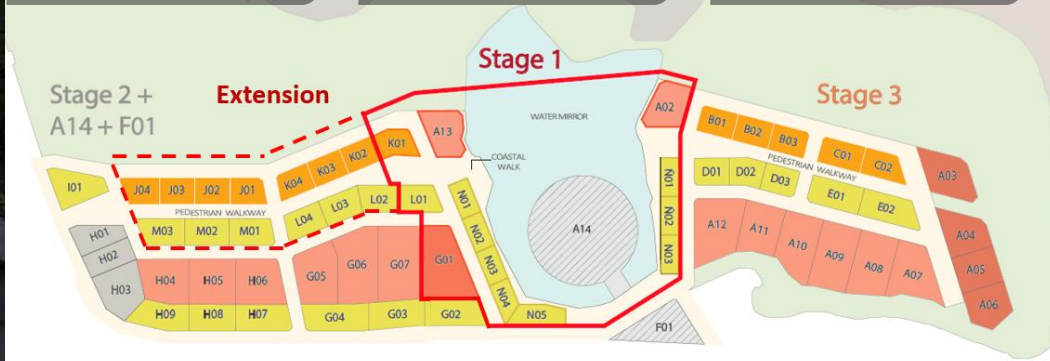 Stage 1
Stage 2 +
A14 + F01
Extension
Stage 3
WATER MIRROR
COASTAL
WALK
PEDESTRIAN WALKWAY
PEDESTRIAN WALKWAY
I01
J04 J03 J02 J01
K04 K03 K02 K01
A13
A02
B01 B02 B03
C01 C02
A03
M03 M02 M01
L04 L03 L02 L01
N01
N02
N03
N04
N05
A14
Ñ01
Ñ02
Ñ03
D01 D02 D03
E01 E02
H01
H02
H03
H04 H05 H06
H09 H08 H07
G05 G06 G07 G01
G04 G03 G02
F01
A12 A11 A10 A09 A08 A07
A04
A05
A06